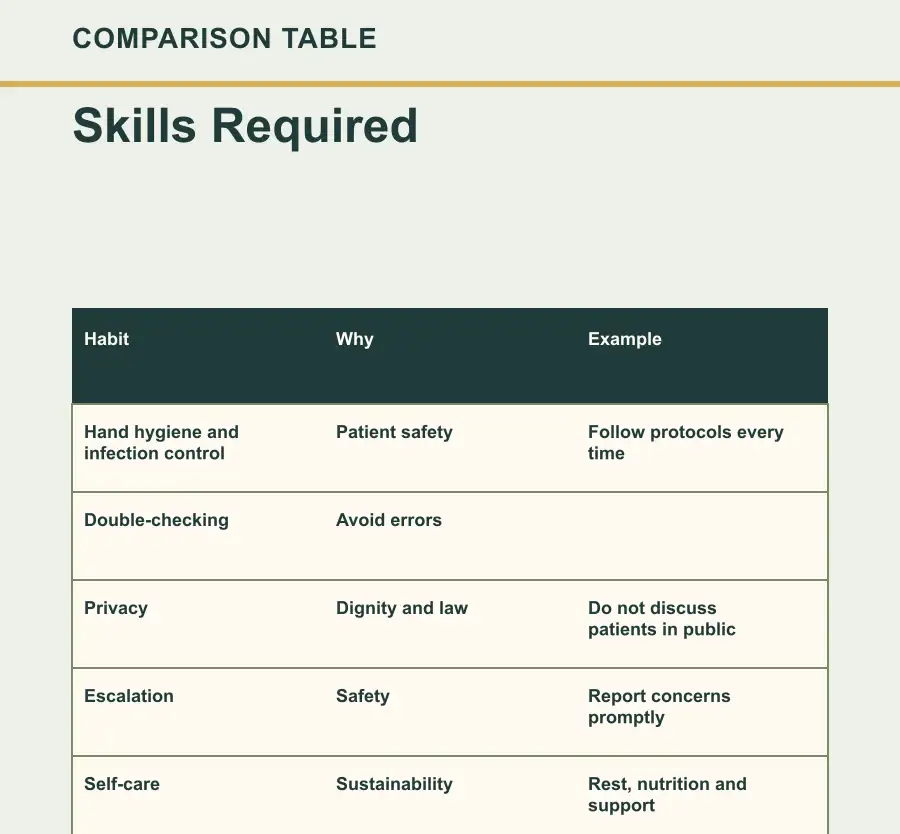 COMPARISON TABLE
Skills Required
Habit Why Example
Hand hygiene and Patient safety Follow protocols every
infection control time
Double-checking Avoid errors
Privacy Dignity and law Do not discuss
patients in public
Escalation Safety Report concerns
promptly
Self-care Sustainability Rest, nutrition and
support